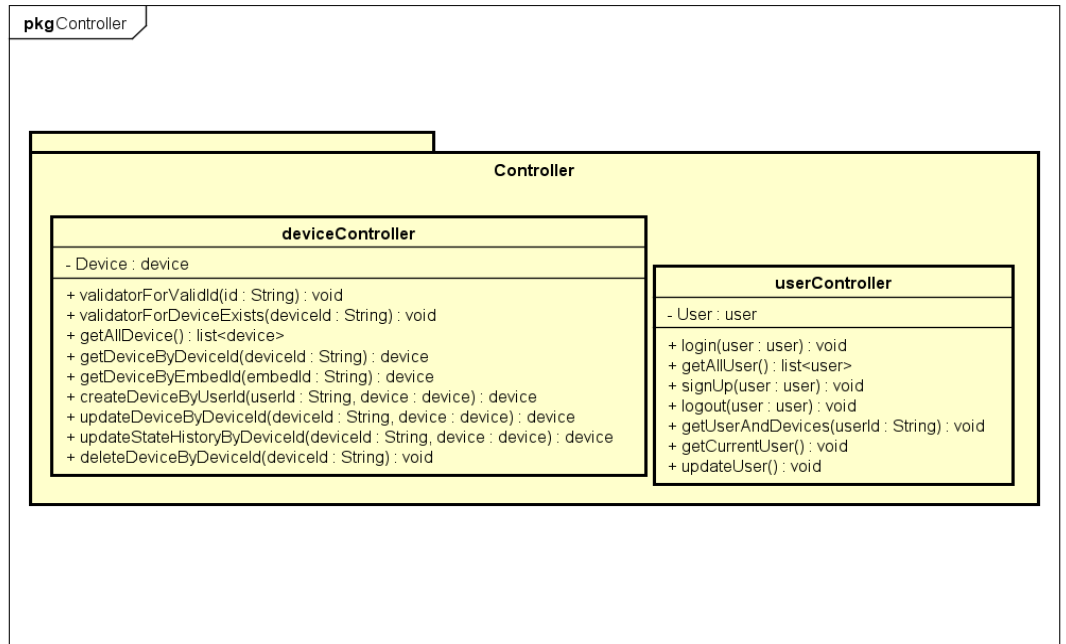 pkg Controller
Controller
deviceController
- Device : device
+ validatorForValidId(id : String) : void
+ validatorForDeviceExists(deviceId : String) : void
+ getAllDevice() : list<device>
+ getDeviceByDeviceId(deviceId : String) : device
+ getDeviceByEmbedId(embedId : String) : device
+ createDeviceByUserId(userId : String, device : device) : device
+ updateDeviceByDeviceId(deviceId : String, device : device) : device
+ updateStateHistoryByDeviceId(deviceId : String, device : device) : device
+ deleteDeviceByDeviceId(deviceId : String) : void
userController
- User : user
+ login(user : user) : void
+ getAllUser() : list<user>
+ signUp(user : user) : void
+ logout(user : user) : void
+ getUserAndDevices(userId : String) : void
+ getCurrentUser() : void
+ updateUser() : void